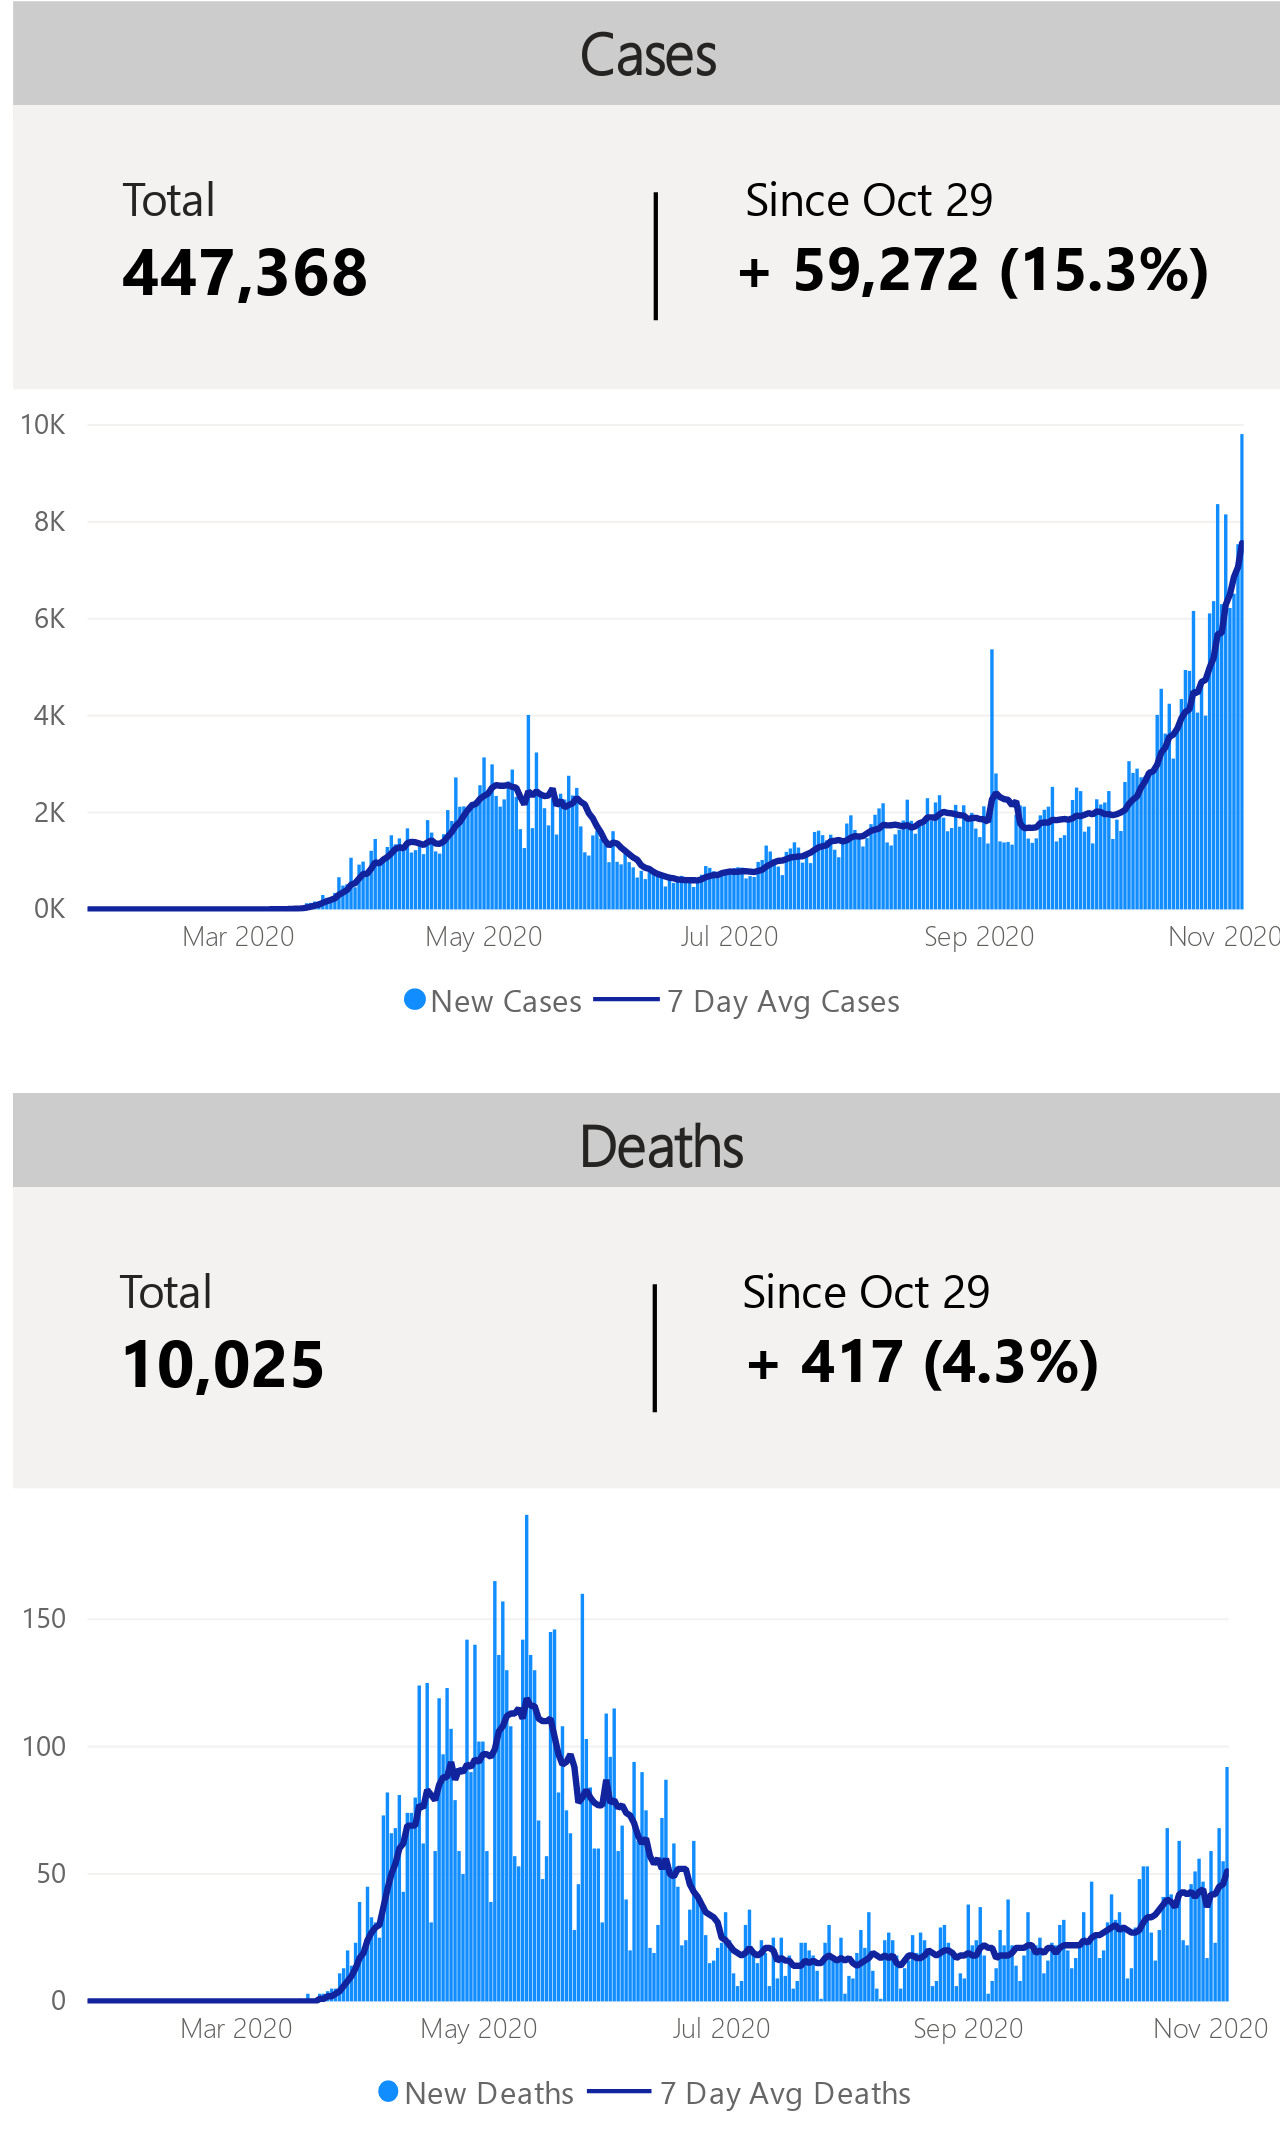 Cases
Total
Since Oct 29
447,368
+ 59,272 (15.3%)
10K
8K
6K
4K
2K
0K
Mar 2020
May 2020
Jul 2020
Sep 2020
Nov 2020
New Cases
7 Day Avg Cases
Deaths
Total
Since Oct 29
10,025
+ 417 (4.3%)
150
100
50
0
Mar 2020
May 2020
Jul 2020
Sep 2020
Nov 2020
New Deaths
7 Day Avg Deaths